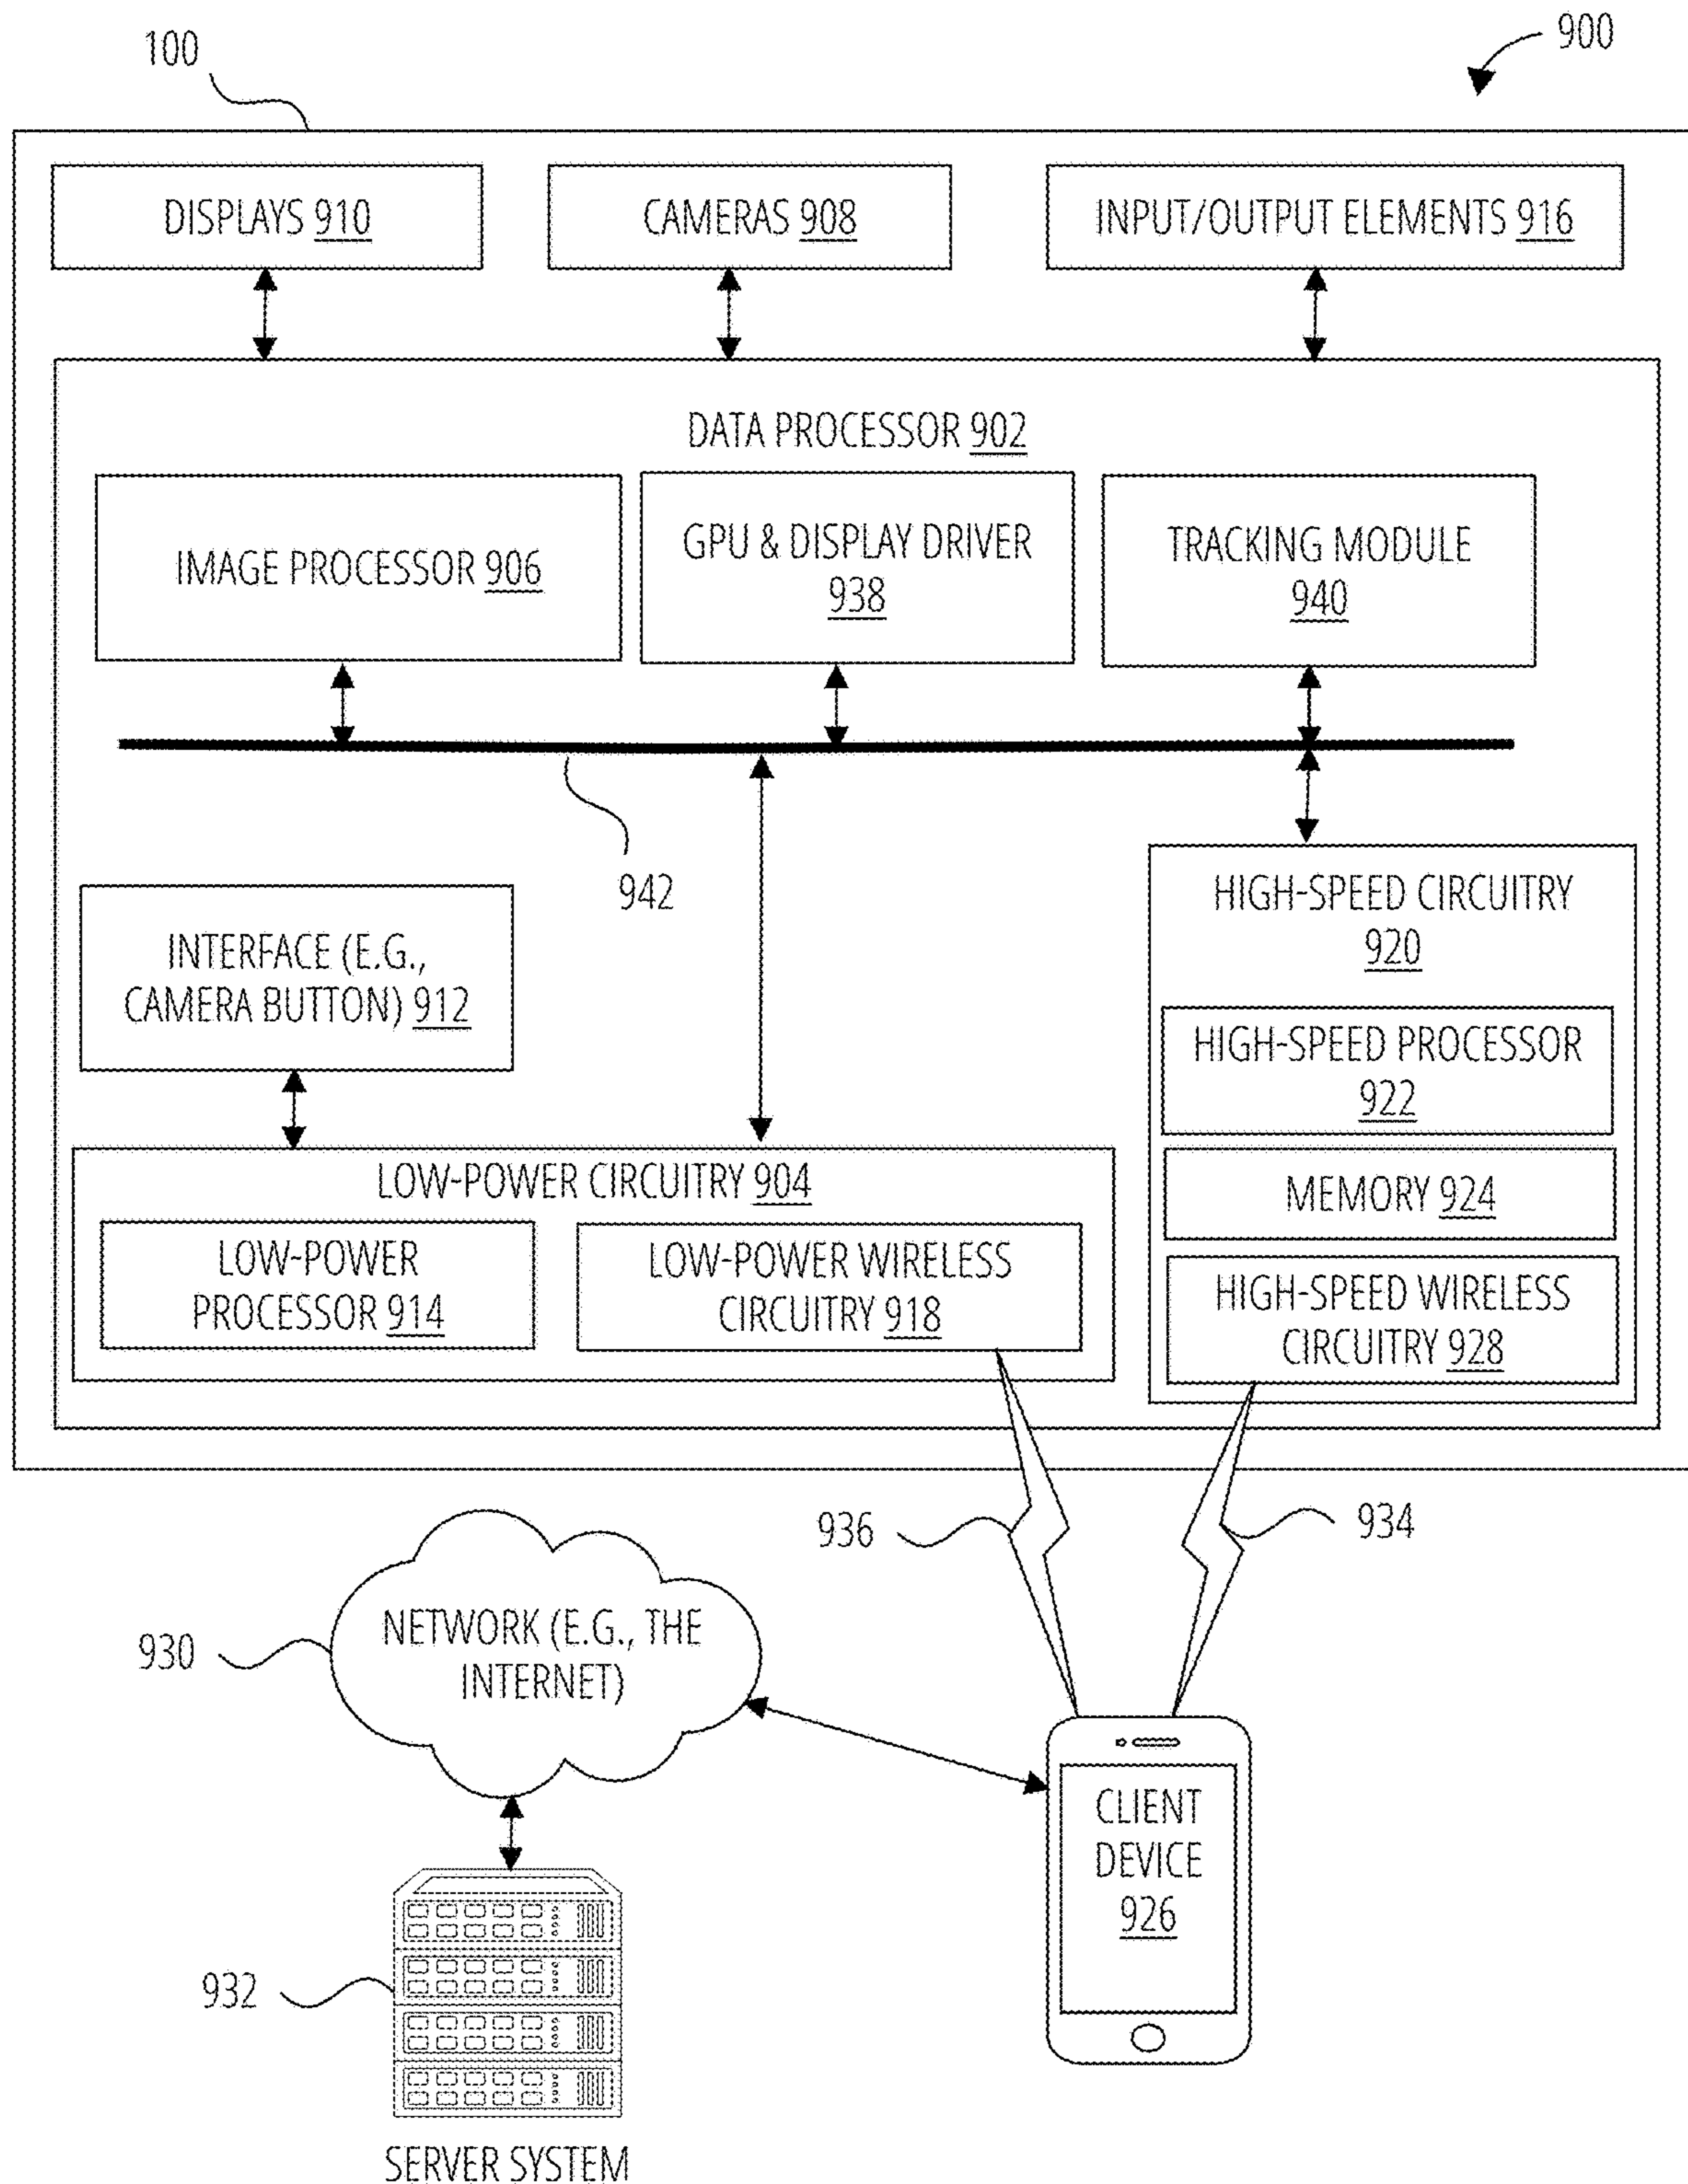 100
900
DISPLAYS 910
CAMERAS 908
INPUT/OUTPUT ELEMENTS 916
DATA PROCESSOR 902
IMAGE PROCESSOR 906
GPU & DISPLAY DRIVER
938
TRACKING MODULE
940
942
INTERFACE (E.G.,
CAMERA BUTTON) 912
HIGH-SPEED CIRCUITRY
920
HIGH-SPEED PROCESSOR
922
MEMORY 924
HIGH-SPEED WIRELESS
CIRCUITRY 928
LOW-POWER CIRCUITRY 904
LOW-POWER
PROCESSOR 914
LOW-POWER WIRELESS
CIRCUITRY 918
936
934
930
NETWORK (E.G., THE
INTERNET)
CLIENT
DEVICE
926
932
SERVER SYSTEM